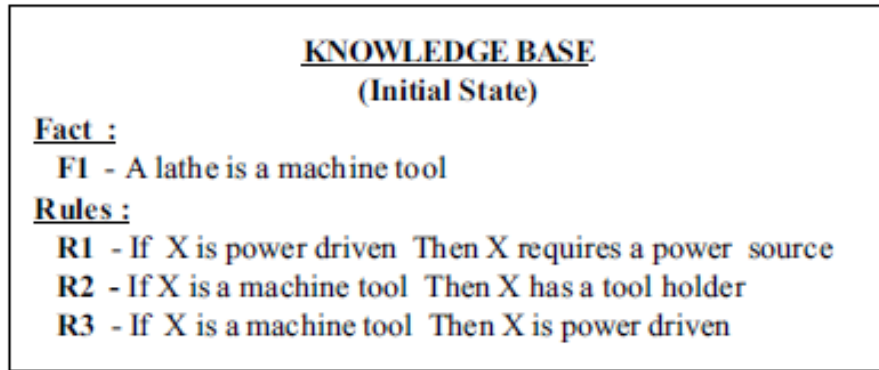 KNOWLEDGE BASE
(Initial State)
Fact :
F1 - A lathe is a machine tool
Rules :
R1 - If X is power driven Then X requires a power source
R2 - If X is a machine tool Then X has a tool holder
R3 - If X is a machine tool Then X is power driven